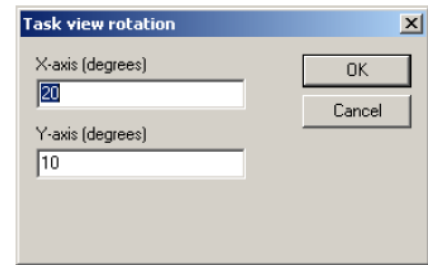 Task view rotation
X-axis (degrees)
20
OK
Cancel
Y-axis (degrees)
10